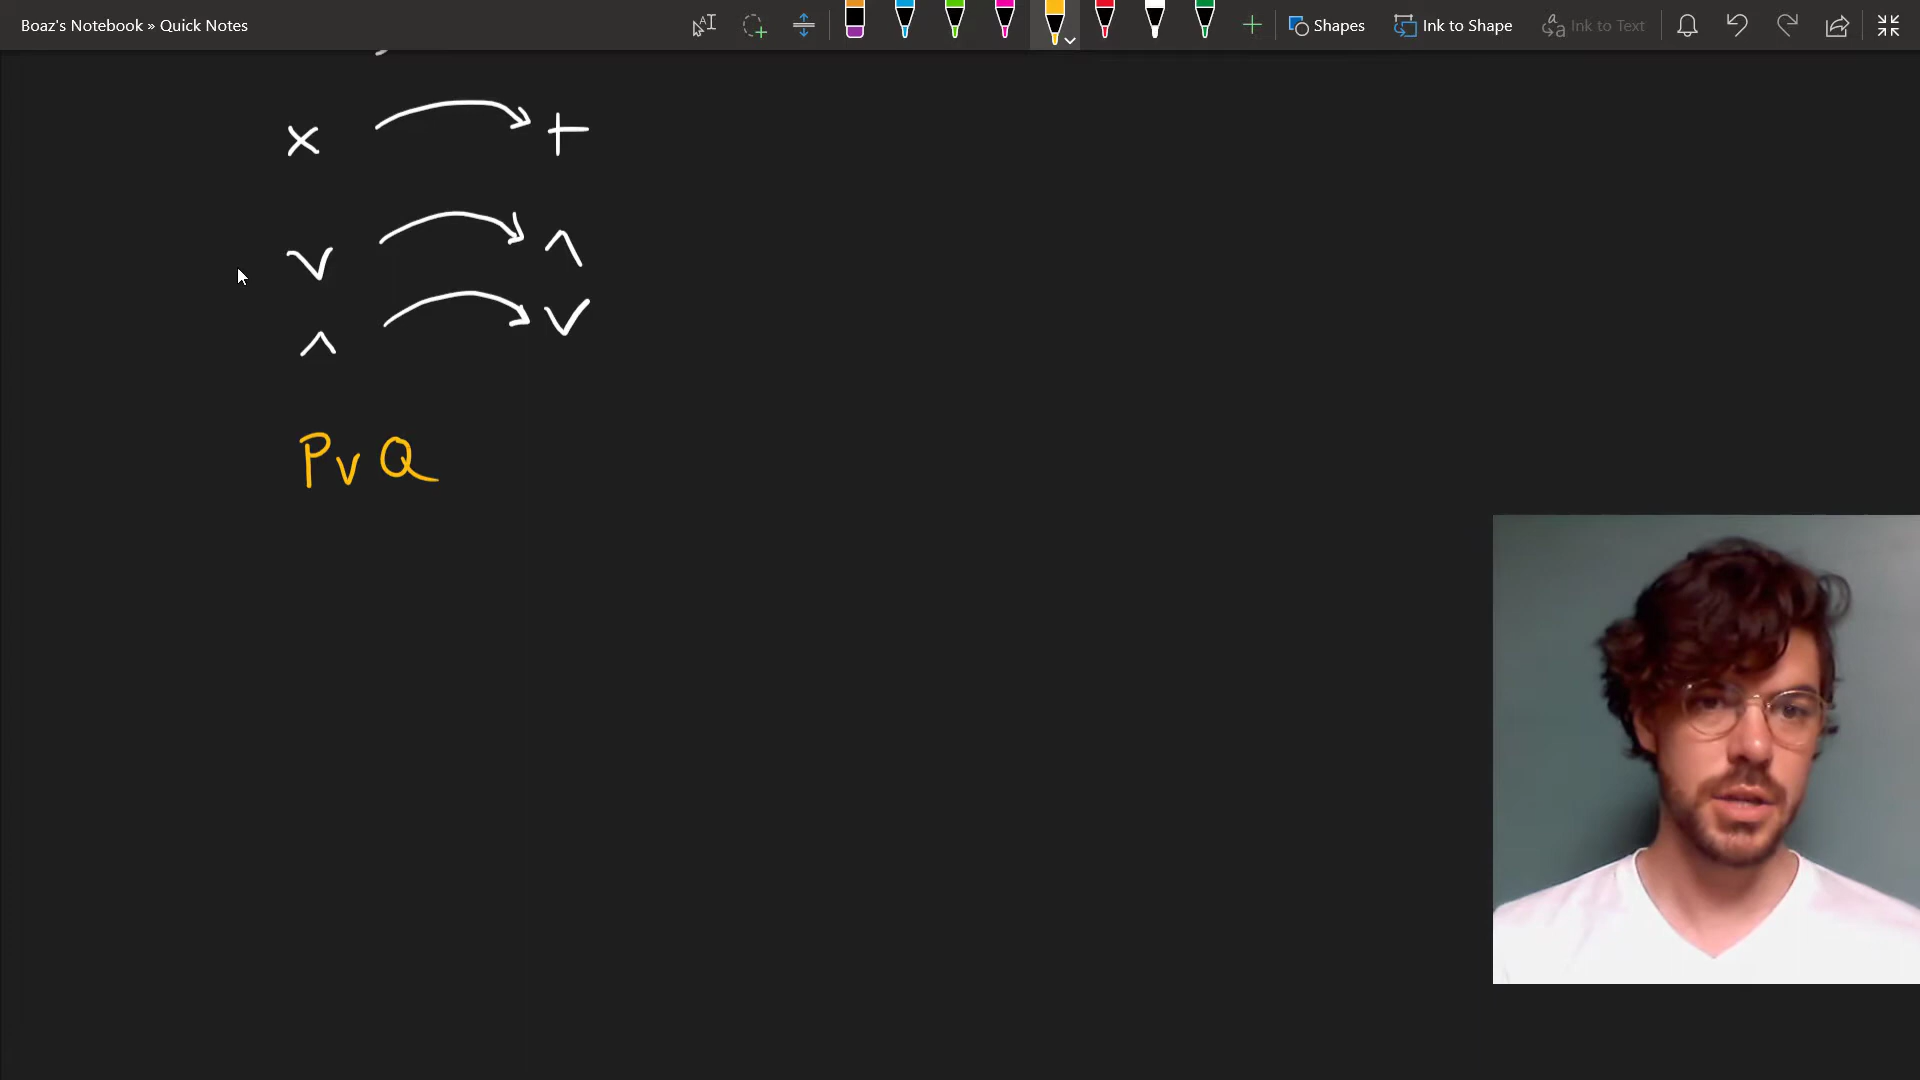 Boaz's Notebook » Quick Notes
Shapes
Ink to Shape
Ink to Text
x → +
∨ → ∧
∧ → ∨
P ∨ Q